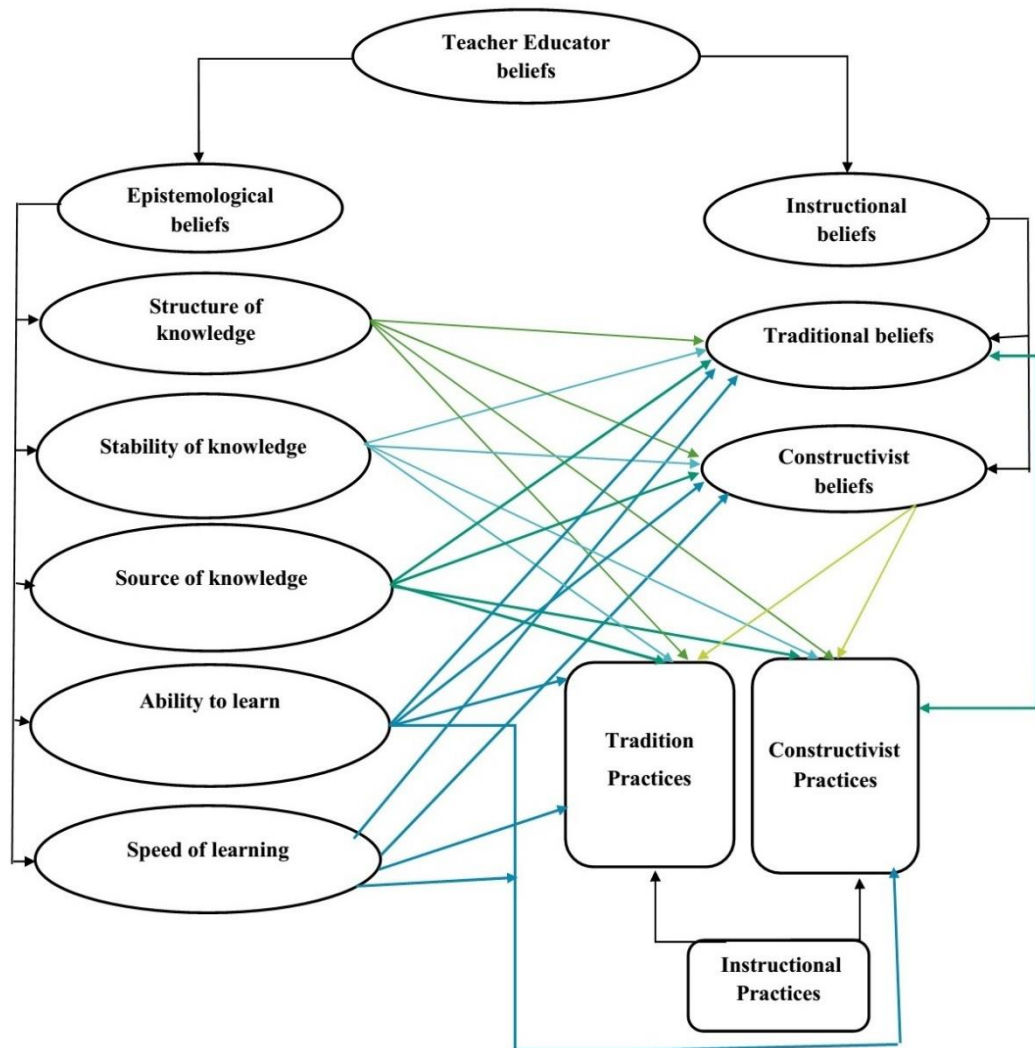 Teacher Educator
beliefs
Epistemological
beliefs
Instructional
beliefs
Structure of
knowledge
Traditional beliefs
Stability of knowledge
Constructivist
beliefs
Source of knowledge
Ability to learn
Tradition
Practices
Constructivist
Practices
Speed of learning
Instructional
Practices